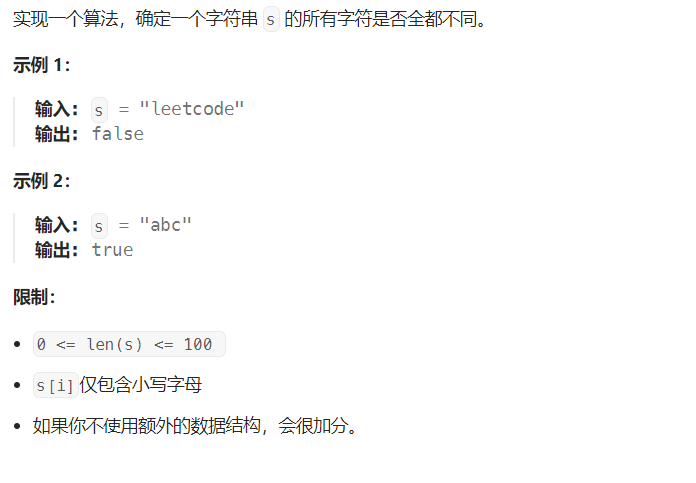 实现一个算法，确定一个字符串 s 的所有字符是否全都不同。
示例 1：
输入: s = "leetcode"
输出: false
示例 2：
输入: s = "abc"
输出: true
限制：
• 0 <= len(s) <= 100
• s[i]仅包含小写字母
• 如果你不使用额外的数据结构，会很加分。